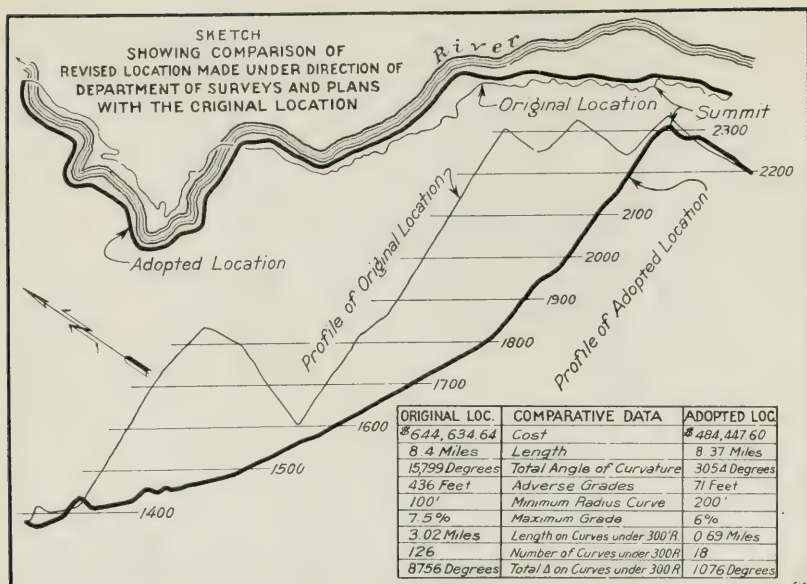 SKETCH
SHOWING COMPARISON OF
REVISED LOCATION MADE UNDER DIRECTION OF
DEPARTMENT OF SURVEYS AND PLANS
WITH THE ORIGINAL LOCATION
River
Original Location
Summit
2300
2200
2100
2000
1900
1800
1700
1600
1500
1400
Adopted Location
Profile of Original Location
Profile of Adopted Location
ORIGINAL LOC. COMPARATIVE DATA ADOPTED LOC.
$644,634.64 Cost $484,447.60
8.4 Miles Length 8.37 Miles
15,799 Degrees Total Angle of Curvature 3054 Degrees
436 Feet Adverse Grades 71 Feet
100' Minimum Radius Curve 200'
7.5% Maximum Grade 6%
3.02 Miles Length on Curves under 300'R. 0.69 Miles
126 Number of Curves under 300R 18
8756 Degrees Total Δ on Curves under 300R 1076 Degrees